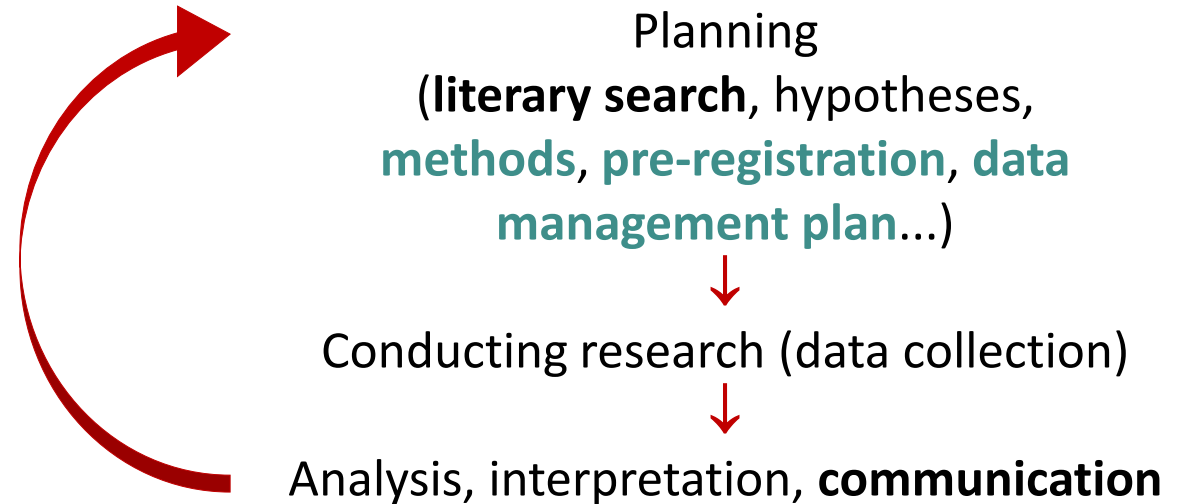 Planning
(literary search, hypotheses,
methods, pre-registration, data
management plan...)
Conducting research (data collection)
Analysis, interpretation, communication